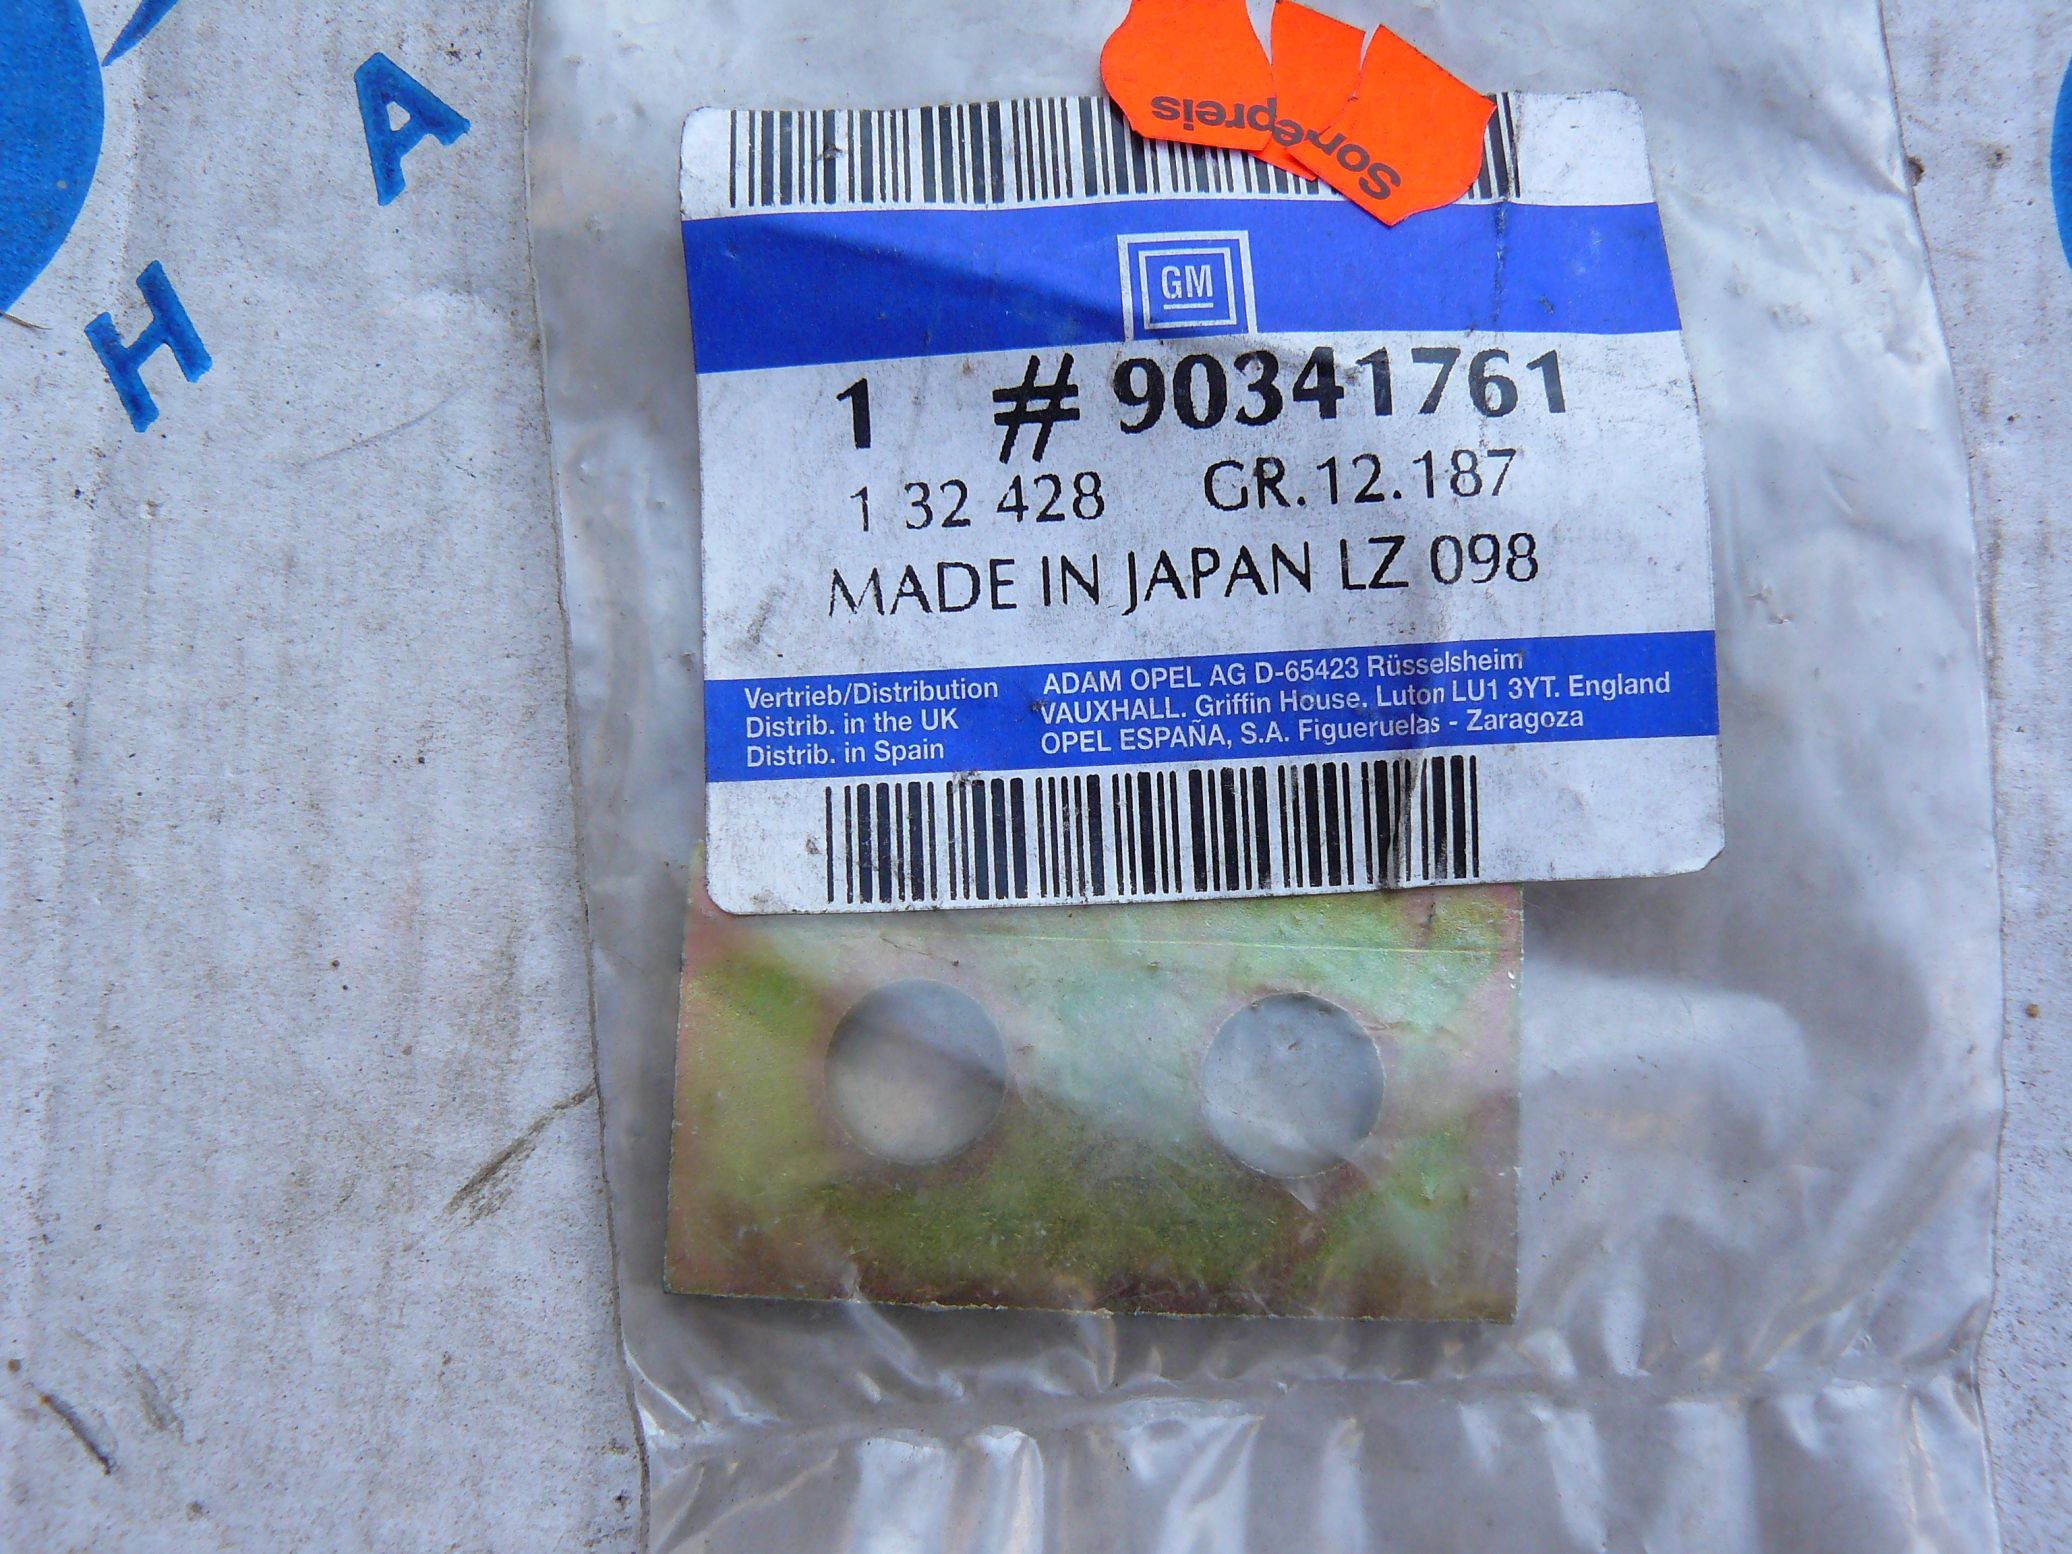 HA
Sonepreis
GM
1 # 90341761
1 32 428 GR.12.187
MADE IN JAPAN LZ 098
Vertrieb/Distribution ADAM OPEL AG D-65423 Rüsselsheim
Distrib. in the UK VAUXHALL. Griffin House. Luton LU1 3YT. England
Distrib. in Spain OPEL ESPAÑA, S.A. Figueruelas - Zaragoza